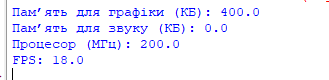 Пам’ять для графіки (КБ): 400.0
Пам’ять для звуку (КБ): 0.0
Процесор (МГц): 200.0
FPS: 18.0